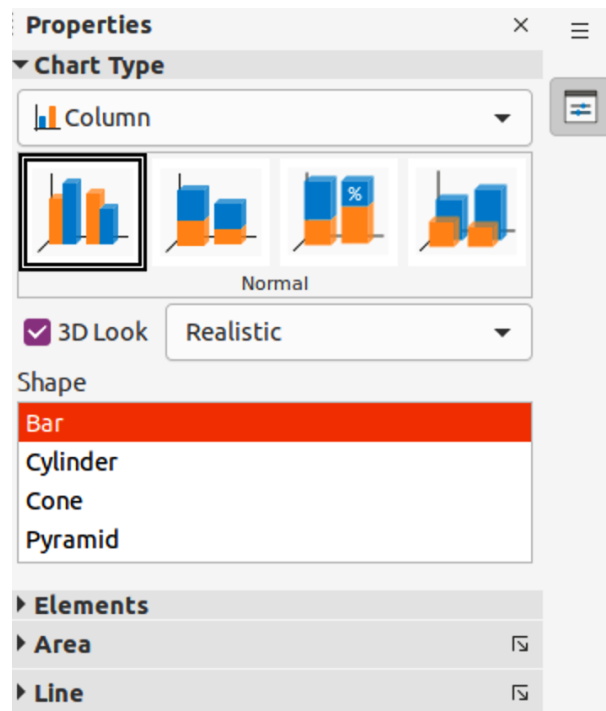 Properties
Chart Type
Column
%
Normal
3D Look Realistic
Shape
Bar
Cylinder
Cone
Pyramid
Elements
Area
Line